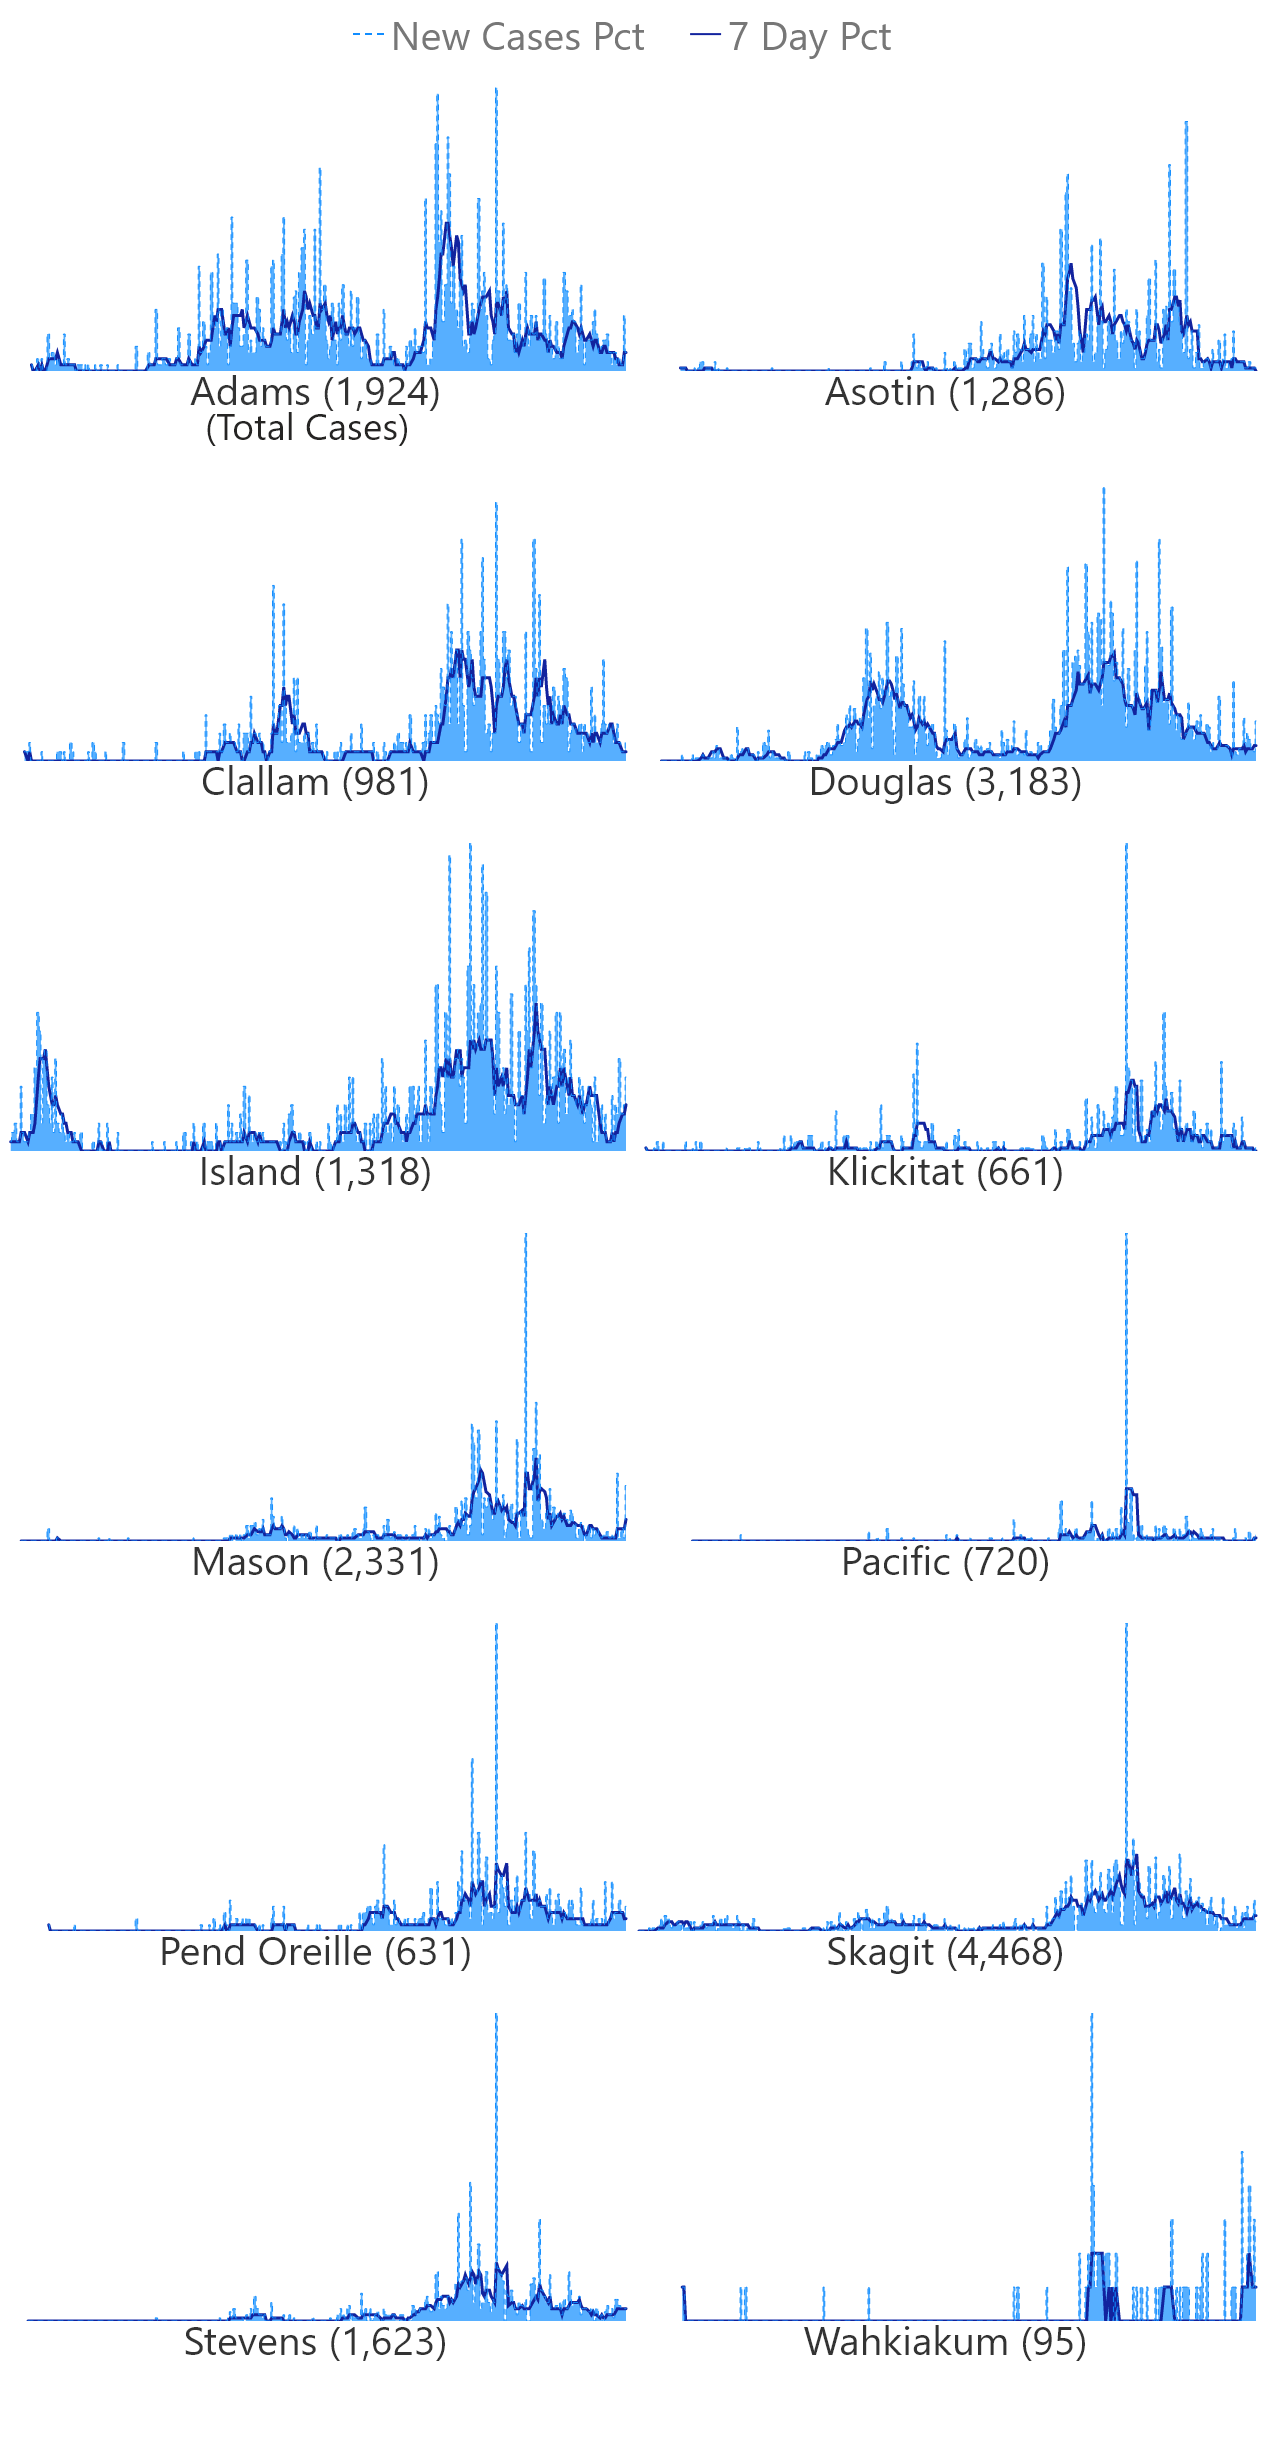 New Cases Pct 7 Day Pct
Adams (1,924) Asotin (1,286)
(Total Cases)
Clallam (981) Douglas (3,183)
Island (1,318) Klickitat (661)
Mason (2,331) Pacific (720)
Pend Oreille (631) Skagit (4,468)
Stevens (1,623) Wahkiakum (95)